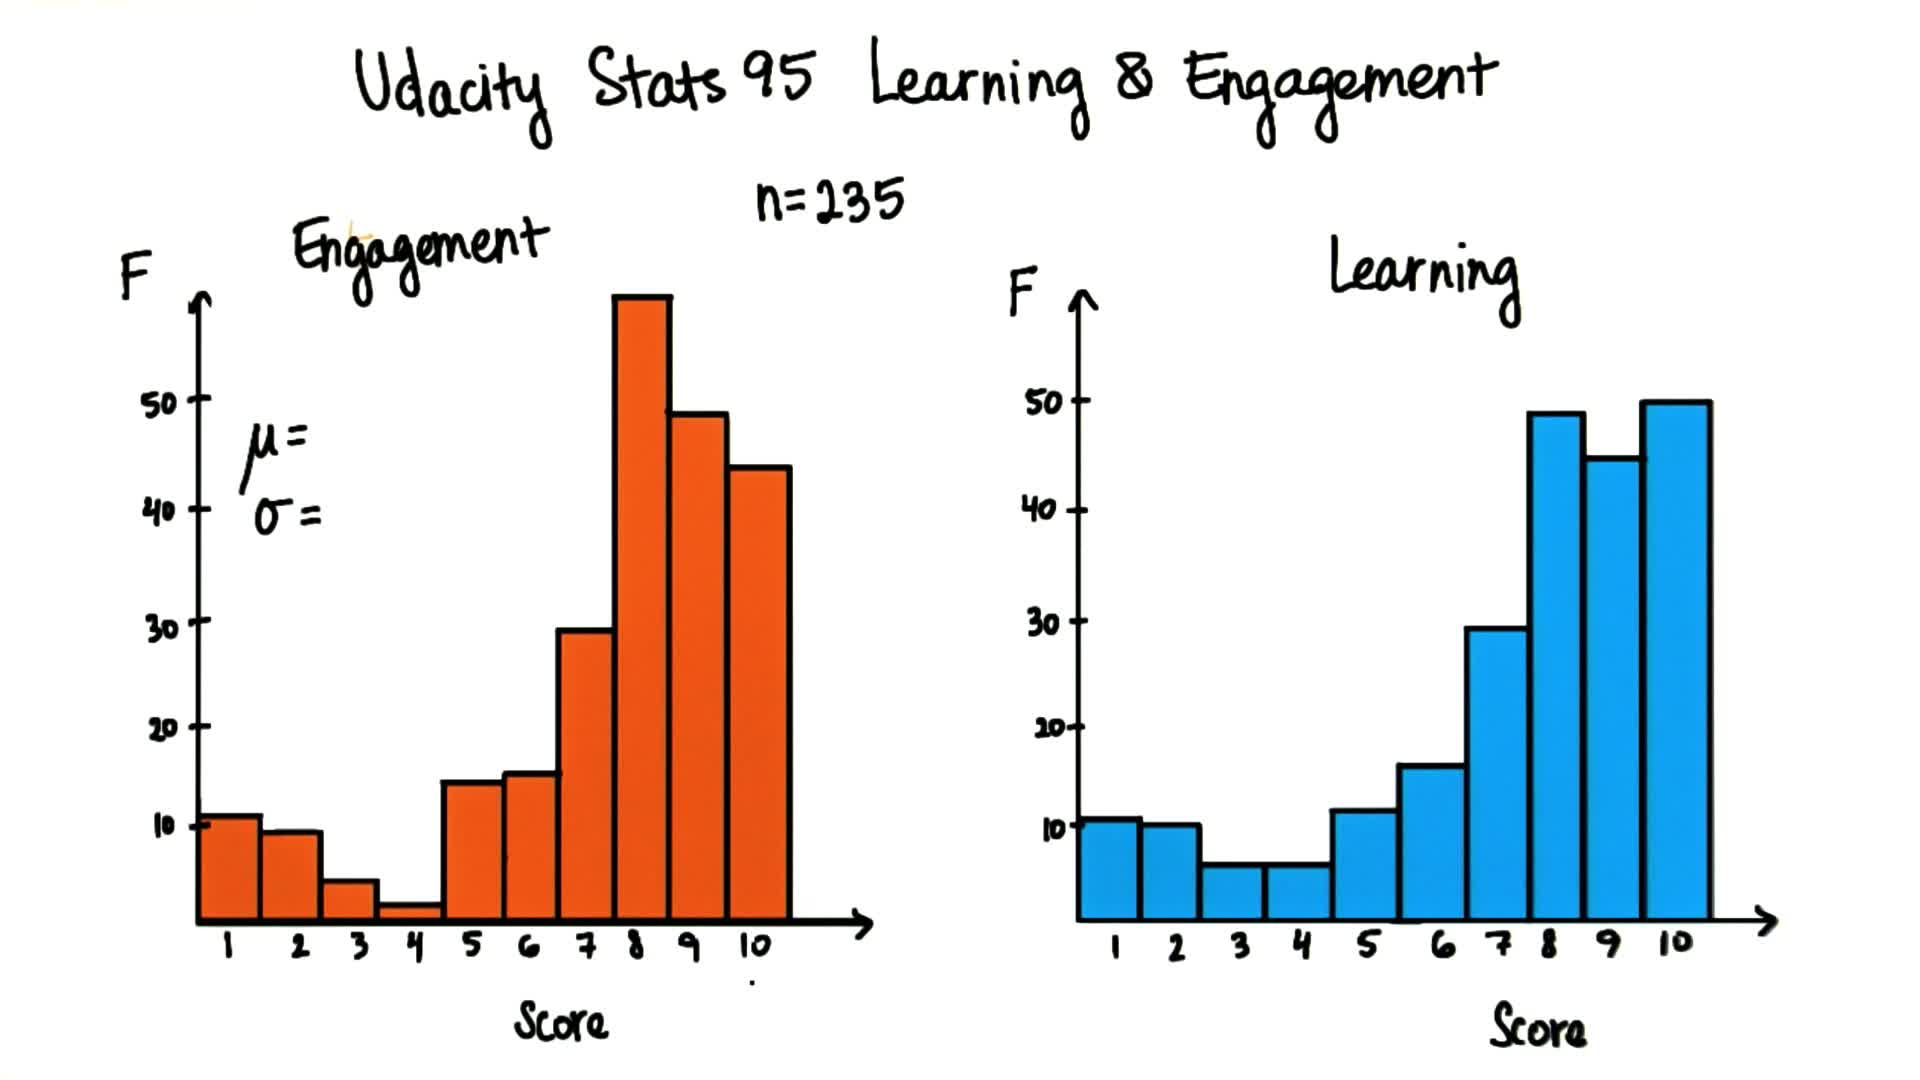 Udacity Stats 95 Learning & Engagement
n=235
Engagement
F
50
40
30
20
10
μ=
σ=
1 2 3 4 5 6 7 8 9 10
Score
Learning
F
50
40
30
20
10
1 2 3 4 5 6 7 8 9 10
Score